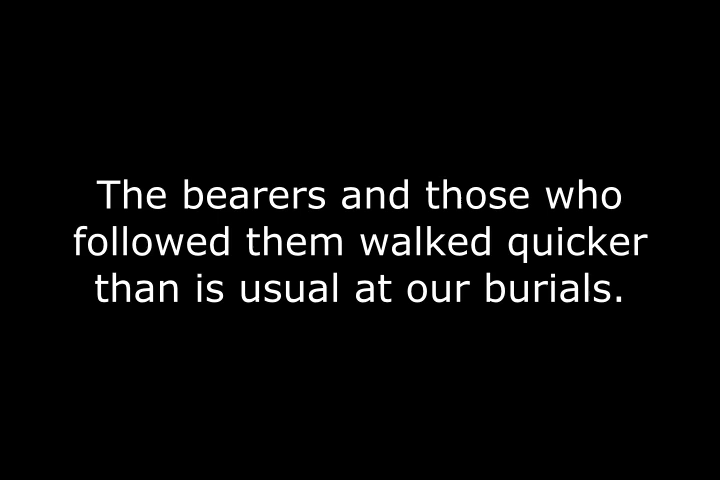 The bearers and those who
followed them walked quicker
than is usual at our burials.